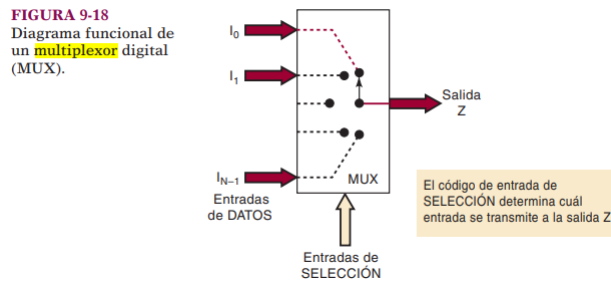 FIGURA 9-18
Diagrama funcional de
un multiplexor digital
(MUX).
I0
I1
IN–1
Entradas
de DATOS
MUX
Salida
Z
Entradas de
SELECCIÓN
El código de entrada de
SELECCIÓN determina cuál
entrada se transmite a la salida Z